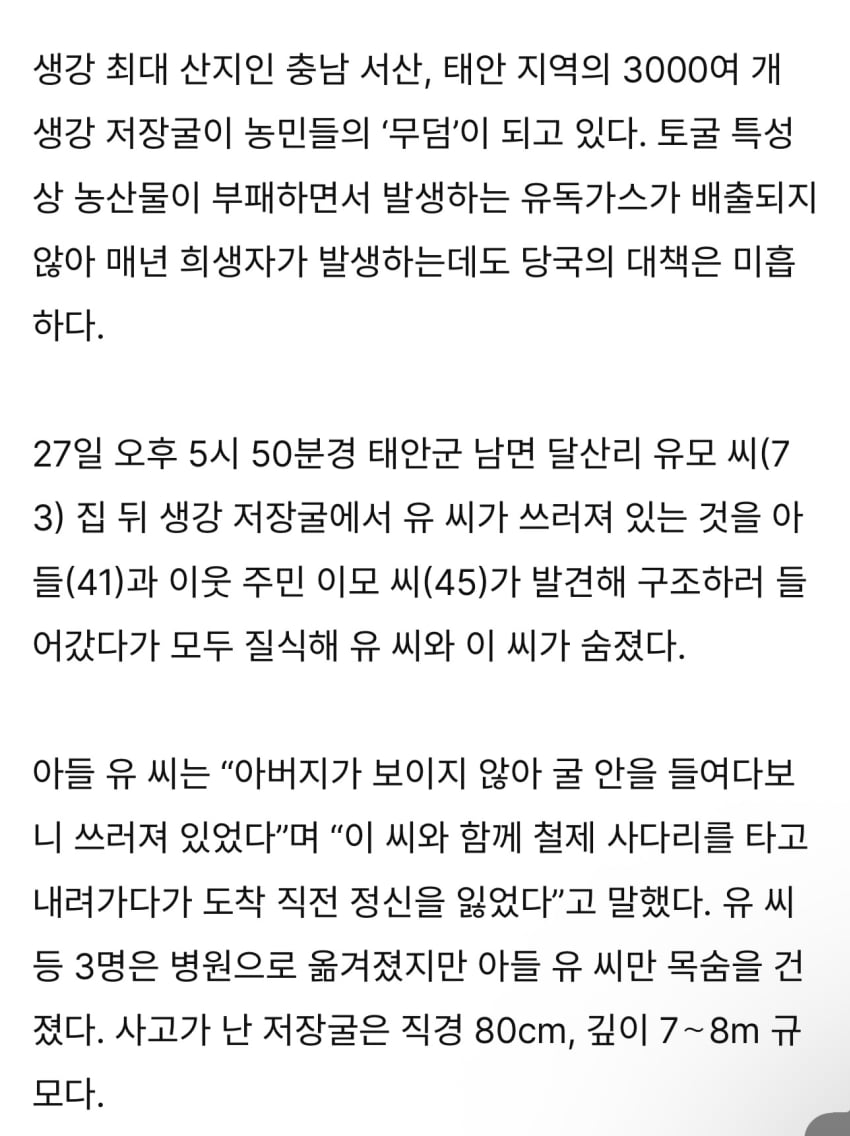 생강 최대 산지인 충남 서산, 태안 지역의 3000여 개
생강 저장굴이 농민들의 ‘무덤’이 되고 있다. 토굴 특성
상 농산물이 부패하면서 발생하는 유독가스가 배출되지
않아 매년 희생자가 발생하는데도 당국의 대책은 미흡
하다.
27일 오후 5시 50분경 태안군 남면 달산리 유모 씨(7
3) 집 뒤 생강 저장굴에서 유 씨가 쓰러져 있는 것을 아
들(41)과 이웃 주민 이모 씨(45)가 발견해 구조하러 들
어갔다가 모두 질식해 유 씨와 이 씨가 숨졌다.
아들 유 씨는 “아버지가 보이지 않아 굴 안을 들여다보
니 쓰러져 있었다”며 “이 씨와 함께 철제 사다리를 타고
내려가다가 도착 직전 정신을 잃었다”고 말했다. 유 씨
등 3명은 병원으로 옮겨졌지만 아들 유 씨만 목숨을 건
졌다. 사고가 난 저장굴은 직경 80cm, 깊이 7∼8m 규
모다.